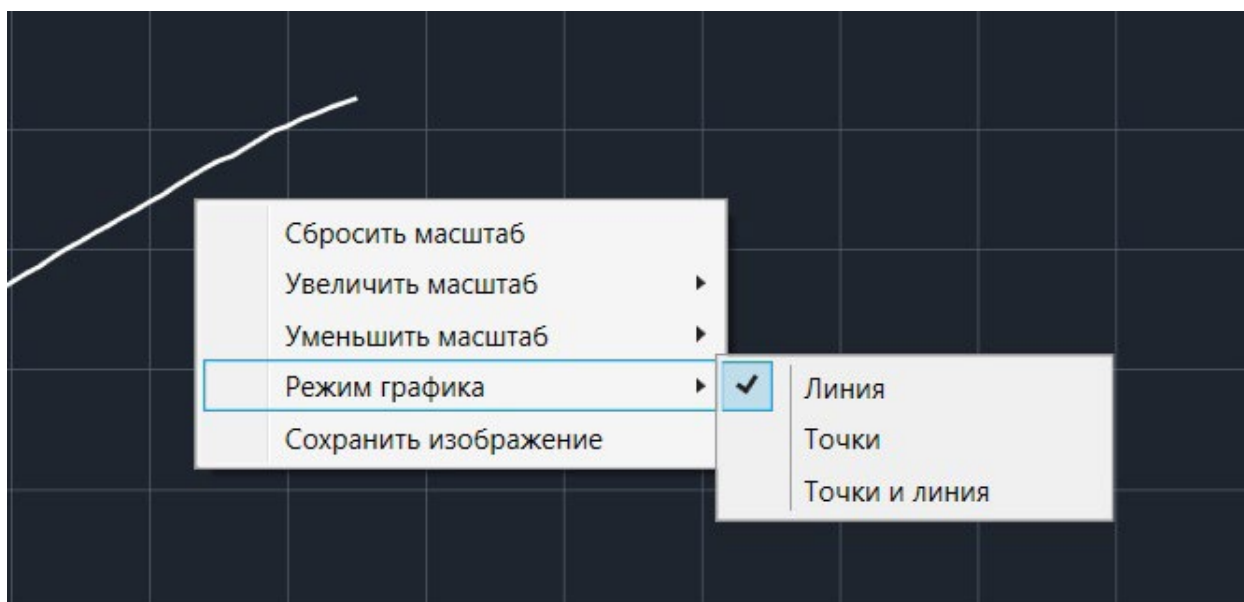 Сбросить масштаб
Увеличить масштаб
Уменьшить масштаб
Режим графика
Сохранить изображение
Линия
Точки
Точки и линия